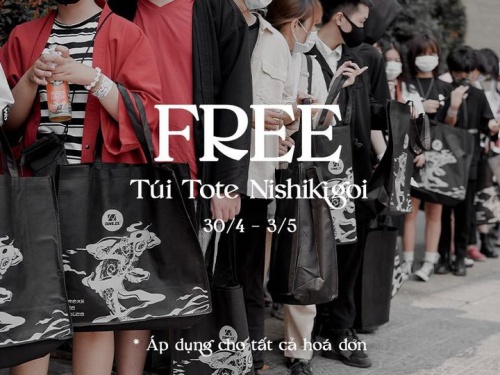 FREE
Túi Tote Nishikigoi
30/4 - 3/5
* Áp dụng cho tất cả hoá đơn